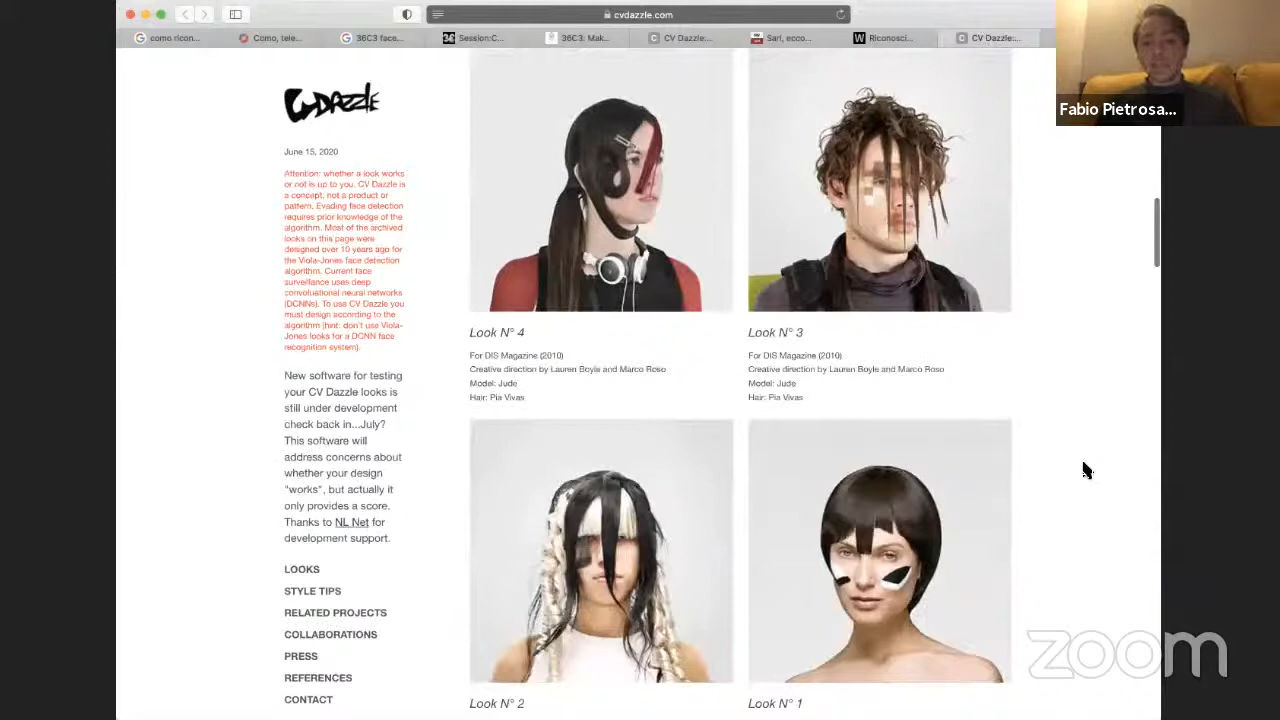 cvdazzle.com
como ricon...
Como, tele...
36C3 face...
Session:C...
36C3: Mak...
CV Dazzle:...
Sari, ecco...
Riconosci...
CV Dazzle:...
Fabio Pietrosa...
CVDAZZLE
June 15, 2020
Attention: whether a look works
or not is up to you. CV Dazzle is
a concept, not a product or
pattern. Evading face detection
requires prior knowledge of the
algorithm. Most of the archived
looks on this page were
designed over 10 years ago for
the Viola-Jones face detection
algorithm. Current face
surveillance uses deep
convoluational neural networks
(DCNNs). To use CV Dazzle you
must design according to the
algorithm (hint: don't use Viola-
Jones looks for a DCNN face
recognition system).
New software for testing
your CV Dazzle looks is
still under development
check back in...July?
This software will
address concerns about
whether your design
"works", but actually it
only provides a score.
Thanks to NL Net for
development support.
LOOKS
STYLE TIPS
RELATED PROJECTS
COLLABORATIONS
PRESS
REFERENCES
CONTACT
Look N° 4
For DIS Magazine (2010)
Creative direction by Lauren Boyle and Marco Roso
Model: Jude
Hair: Pia Vivas
Look N° 3
For DIS Magazine (2010)
Creative direction by Lauren Boyle and Marco Roso
Model: Jude
Hair: Pia Vivas
Look N° 2
Look N° 1
zoom